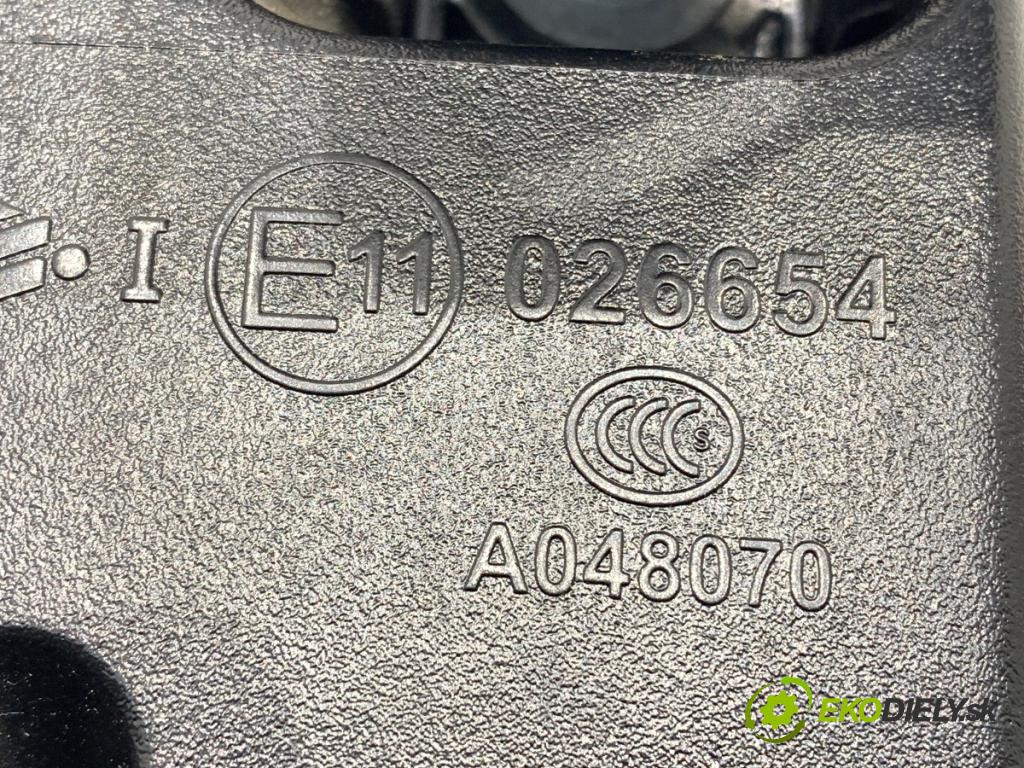 I E11 026654
CCC S
A048070
EKODIELY.sk